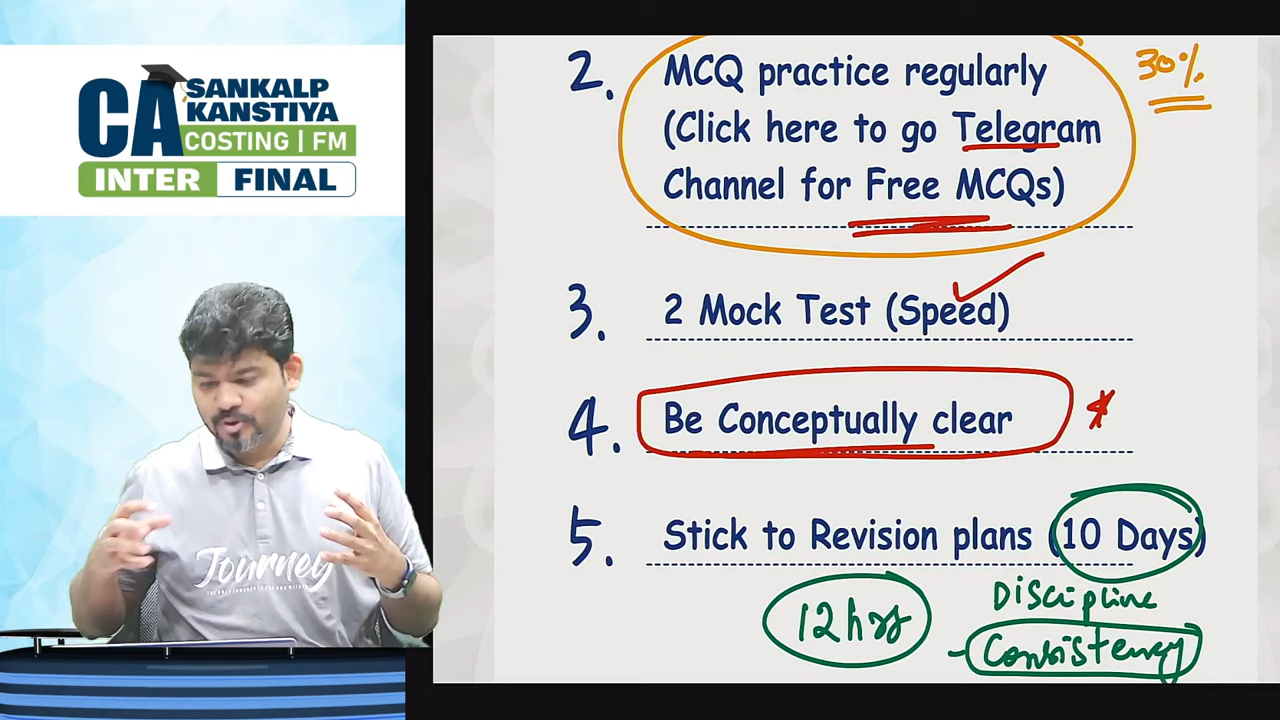 CA SANKALP
KANSTIYA
COSTING | FM
INTER FINAL
Journey
2. MCQ practice regularly 30%
(Click here to go Telegram
Channel for Free MCQs)
3. 2 Mock Test (Speed)
4. Be Conceptually clear *
5. Stick to Revision plans (10 Days)
12 hrs Discipline
- Consistency